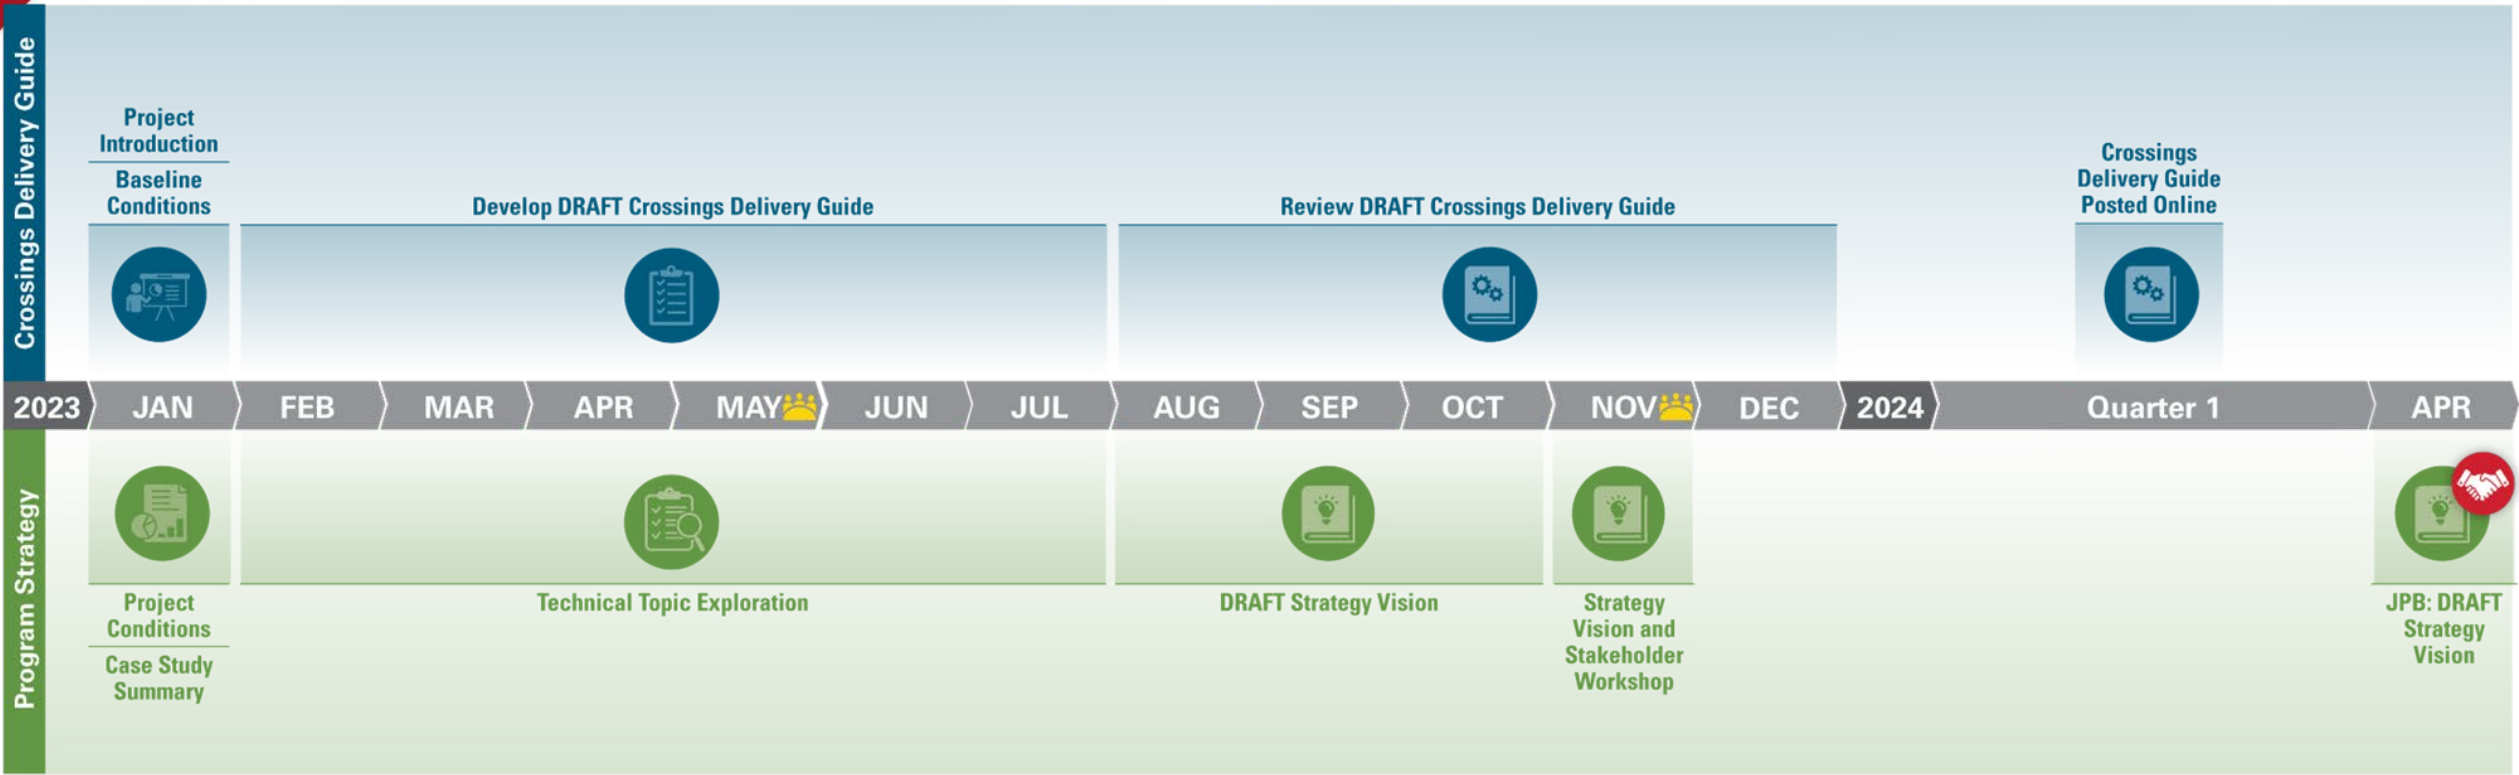 Crossings Delivery Guide
Project
Introduction
Baseline
Conditions
Develop DRAFT Crossings Delivery Guide
Review DRAFT Crossings Delivery Guide
Crossings
Delivery Guide
Posted Online
2023
JAN
FEB
MAR
APR
MAY
JUN
JUL
AUG
SEP
OCT
NOV
DEC
2024
Quarter 1
APR
Program Strategy
Project
Conditions
Case Study
Summary
Technical Topic Exploration
DRAFT Strategy Vision
Strategy
Vision and
Stakeholder
Workshop
JPB: DRAFT
Strategy
Vision